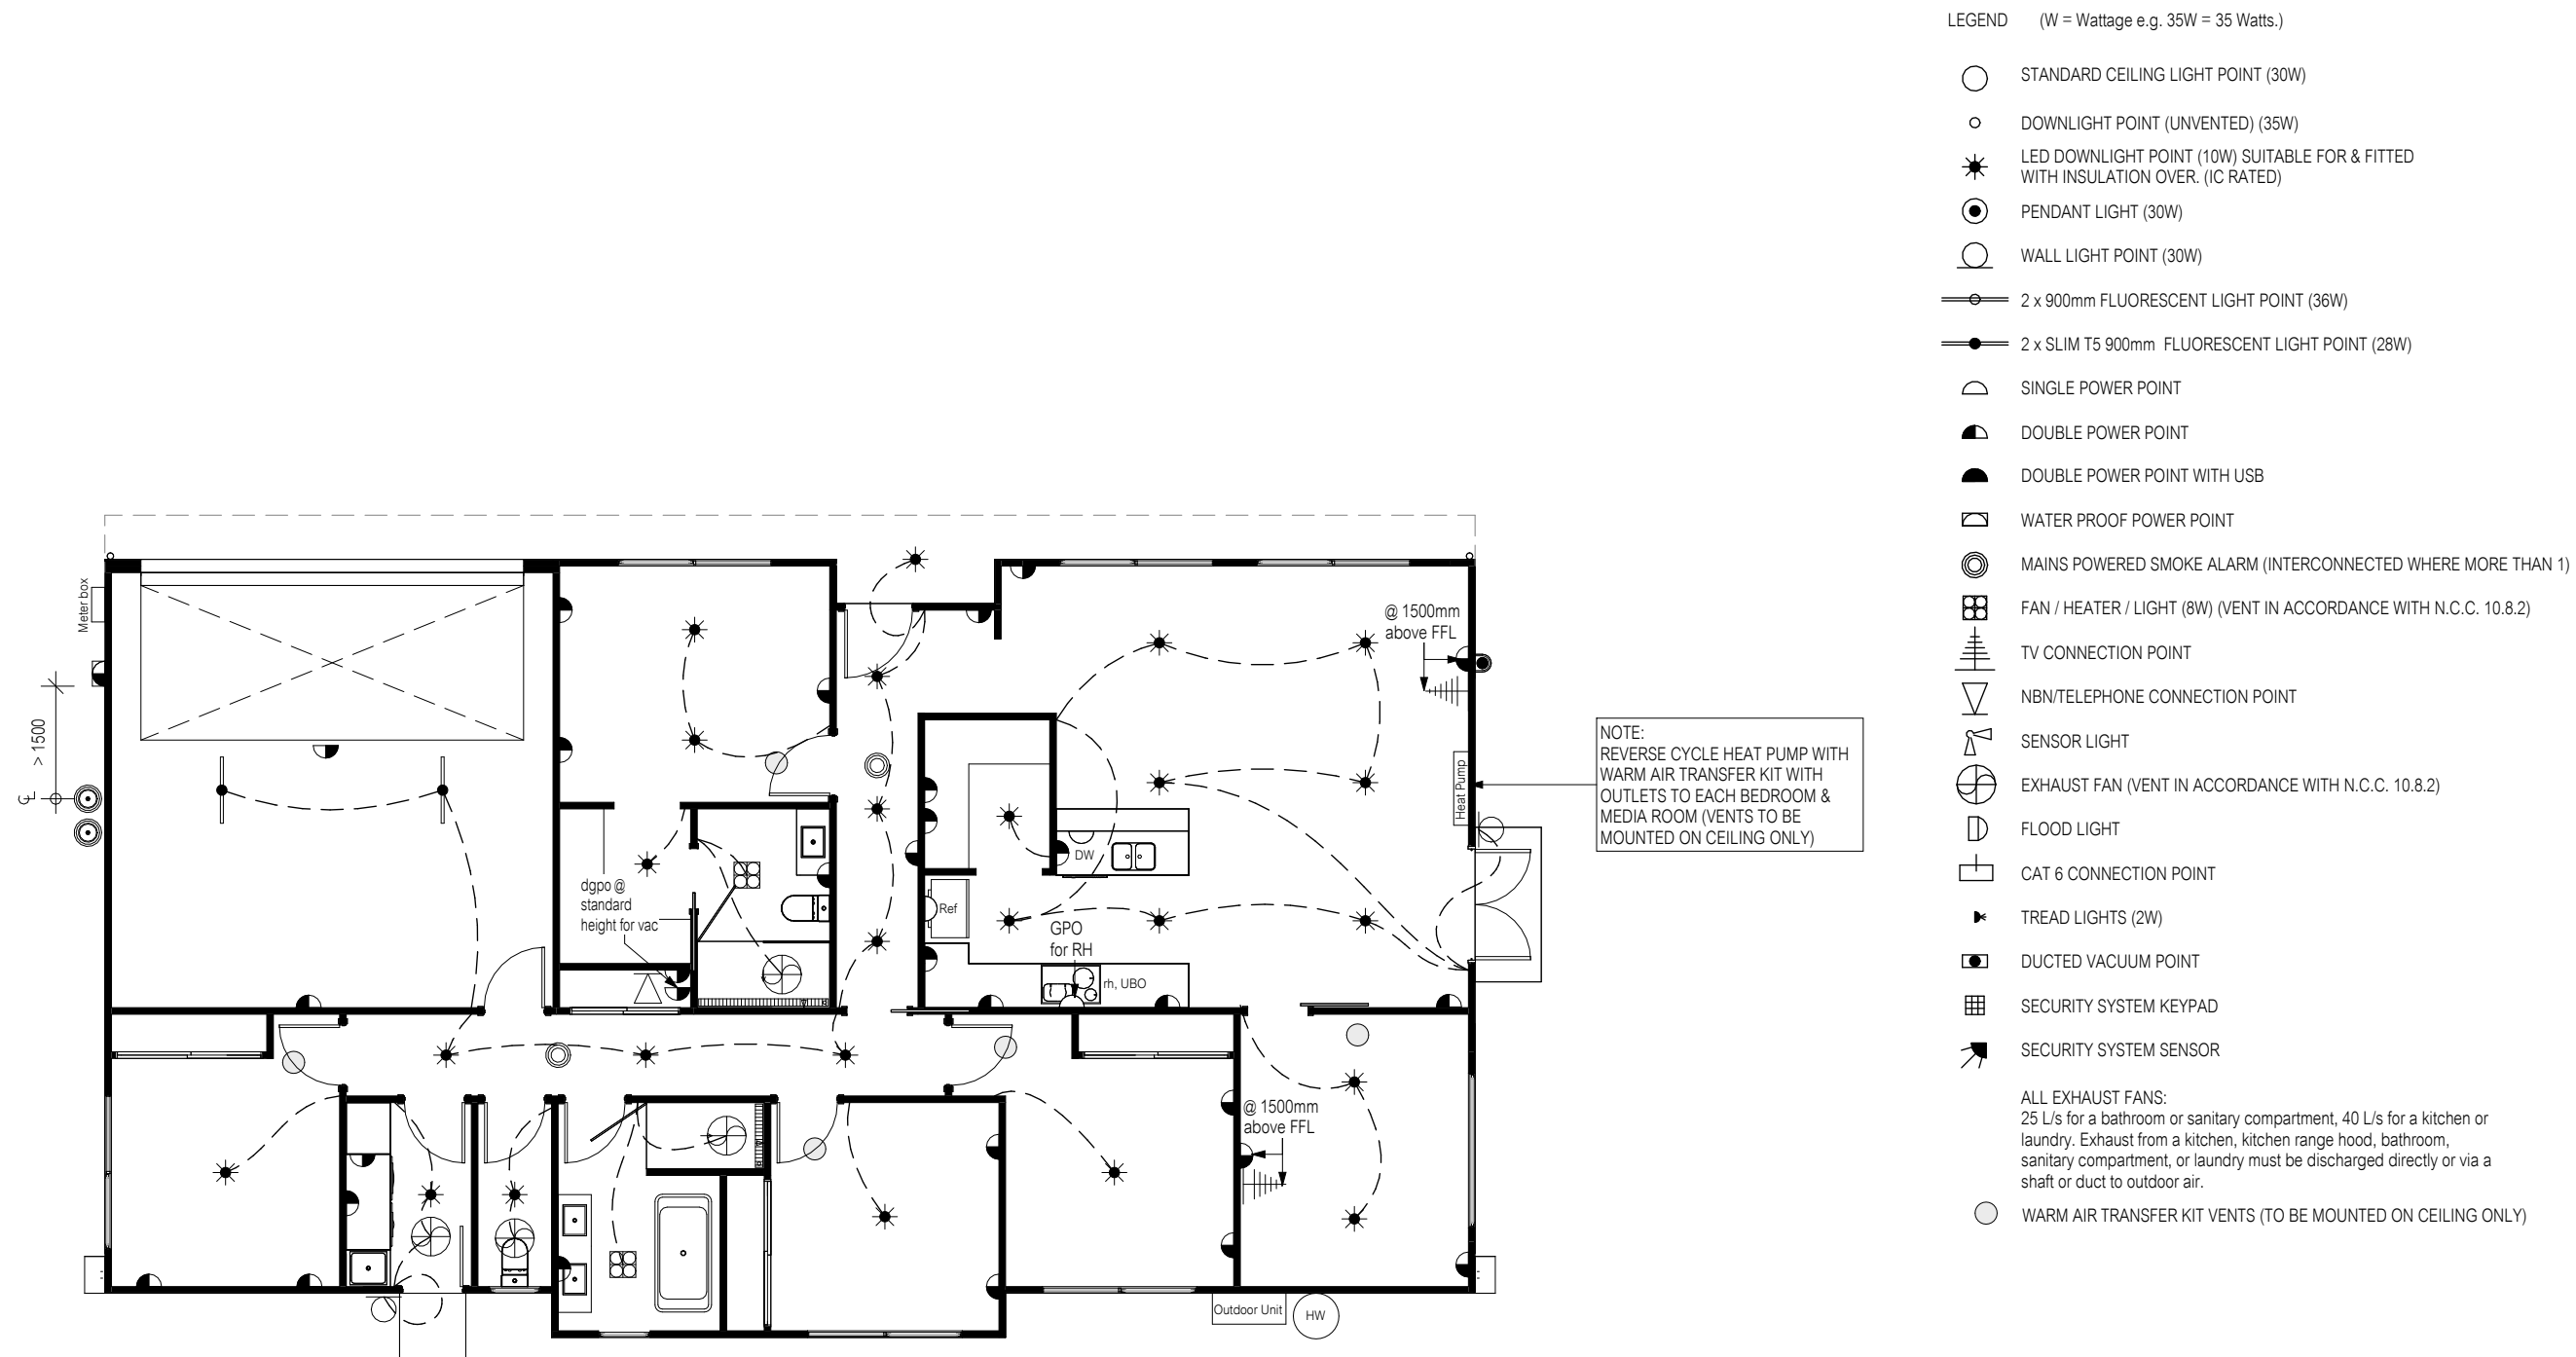 LEGEND (W = Wattage e.g. 35W = 35 Watts.)
STANDARD CEILING LIGHT POINT (30W)
DOWNLIGHT POINT (UNVENTED) (35W)
LED DOWNLIGHT POINT (10W) SUITABLE FOR & FITTED
WITH INSULATION OVER. (IC RATED)
PENDANT LIGHT (30W)
WALL LIGHT POINT (30W)
2 x 900mm FLUORESCENT LIGHT POINT (36W)
2 x SLIM T5 900mm FLUORESCENT LIGHT POINT (28W)
SINGLE POWER POINT
DOUBLE POWER POINT
DOUBLE POWER POINT WITH USB
WATER PROOF POWER POINT
MAINS POWERED SMOKE ALARM (INTERCONNECTED WHERE MORE THAN 1)
FAN / HEATER / LIGHT (8W) (VENT IN ACCORDANCE WITH N.C.C. 10.8.2)
TV CONNECTION POINT
NBN/TELEPHONE CONNECTION POINT
SENSOR LIGHT
EXHAUST FAN (VENT IN ACCORDANCE WITH N.C.C. 10.8.2)
FLOOD LIGHT
CAT 6 CONNECTION POINT
TREAD LIGHTS (2W)
DUCTED VACUUM POINT
SECURITY SYSTEM KEYPAD
SECURITY SYSTEM SENSOR
ALL EXHAUST FANS:
25 L/s for a bathroom or sanitary compartment, 40 L/s for a kitchen or
laundry. Exhaust from a kitchen, kitchen range hood, bathroom,
sanitary compartment, or laundry must be discharged directly or via a
shaft or duct to outdoor air.
WARM AIR TRANSFER KIT VENTS (TO BE MOUNTED ON CEILING ONLY)
Meter box
> 1500
℄
@ 1500mm
above FFL
NOTE:
REVERSE CYCLE HEAT PUMP WITH
WARM AIR TRANSFER KIT WITH
OUTLETS TO EACH BEDROOM &
MEDIA ROOM (VENTS TO BE
MOUNTED ON CEILING ONLY)
Heat Pump
DW
dgpo @
standard
height for vac
Ref
GPO
for RH
rh, UBO
@ 1500mm
above FFL
Outdoor Unit
HW